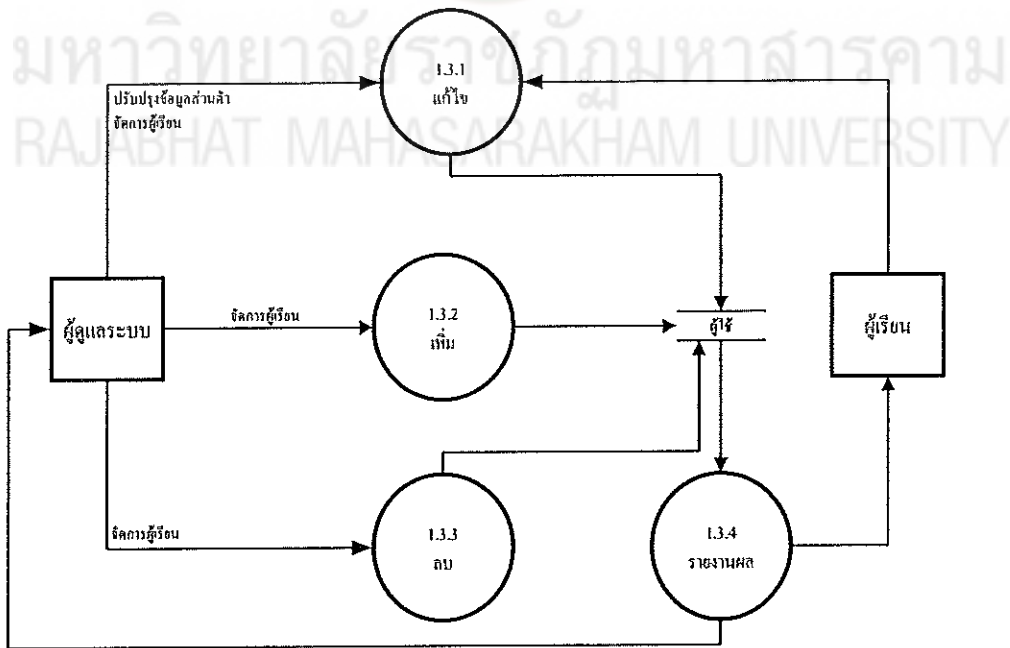 มหาวิทยาลัยราชภัฏมหาสารคาม
RAJABHAT MAHASARAKHAM UNIVERSITY
1.3.1
แก้ไข
ปรับปรุงข้อมูลส่วนตัว
จัดการผู้เรียน
ผู้ดูแลระบบ
จัดการผู้เรียน
1.3.2
เพิ่ม
ผู้ใช้
ผู้เรียน
จัดการผู้เรียน
1.3.3
ลบ
1.3.4
รายงานผล